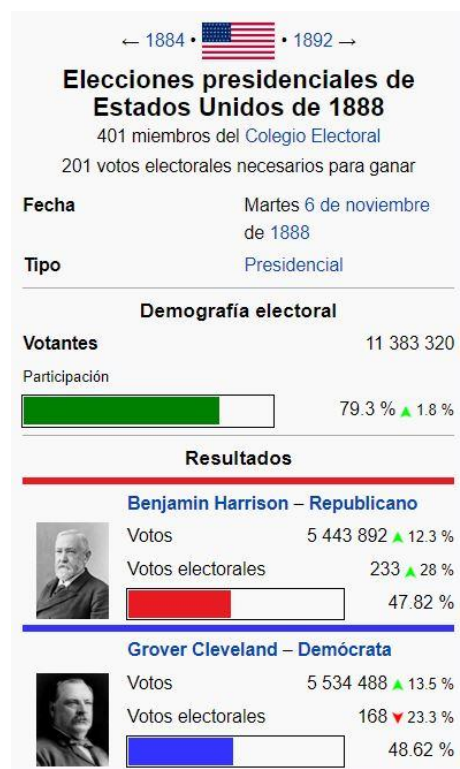 ← 1884 • • 1892 →
Elecciones presidenciales de
Estados Unidos de 1888
401 miembros del Colegio Electoral
201 votos electorales necesarios para ganar
Fecha Martes 6 de noviembre
de 1888
Tipo Presidencial
Demografía electoral
Votantes 11 383 320
Participación
79.3 % ▲ 1.8 %
Resultados
Benjamin Harrison – Republicano
Votos 5 443 892 ▲ 12.3 %
Votos electorales 233 ▲ 28 %
47.82 %
Grover Cleveland – Demócrata
Votos 5 534 488 ▲ 13.5 %
Votos electorales 168 ▼ 23.3 %
48.62 %